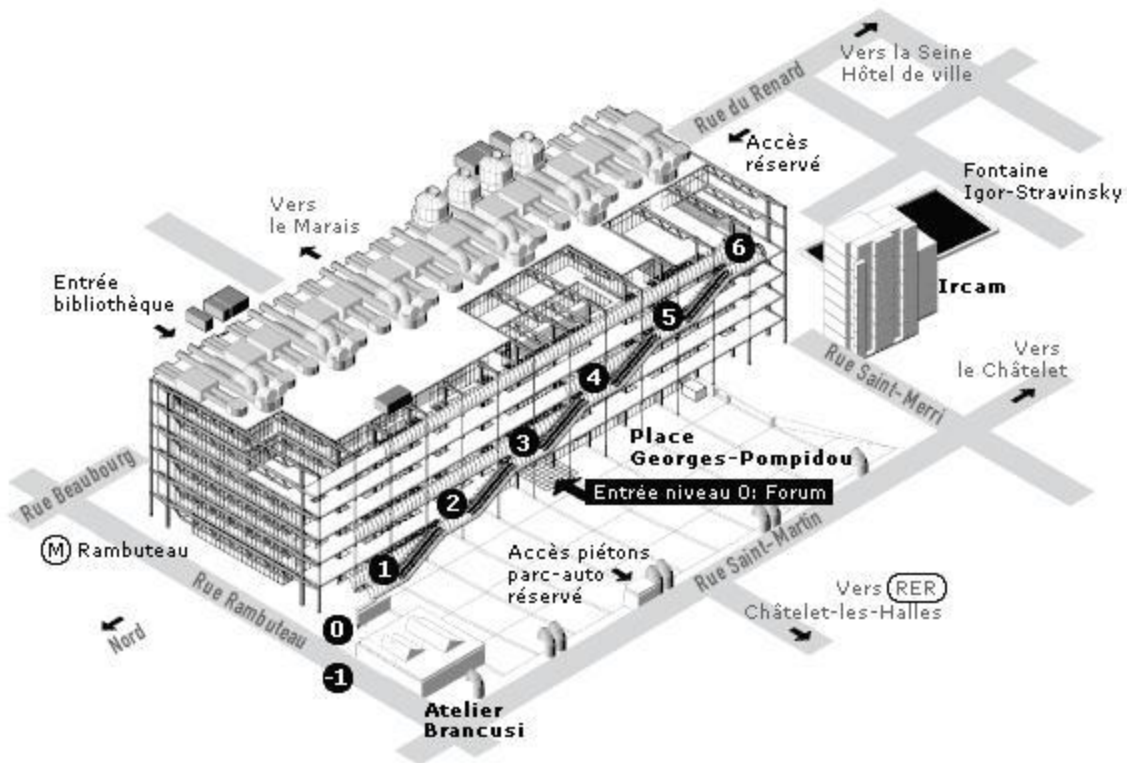 Vers la Seine
Hôtel de ville
Rue du Renard
Accès
réservé
Fontaine
Igor-Stravinsky
Vers
le Marais
6
Entrée
bibliothèque
Ircam
5
Vers
le Châtelet
Rue Saint-Merri
4
3
Place
Georges-Pompidou
Rue Beaubourg
Entrée niveau 0: Forum
2
M Rambuteau
Accès piétons
parc-auto
réservé
Rue Saint-Martin
1
Vers RER
Châtelet-les-Halles
Rue Rambuteau
Nord
0
-1
Atelier
Brancusi